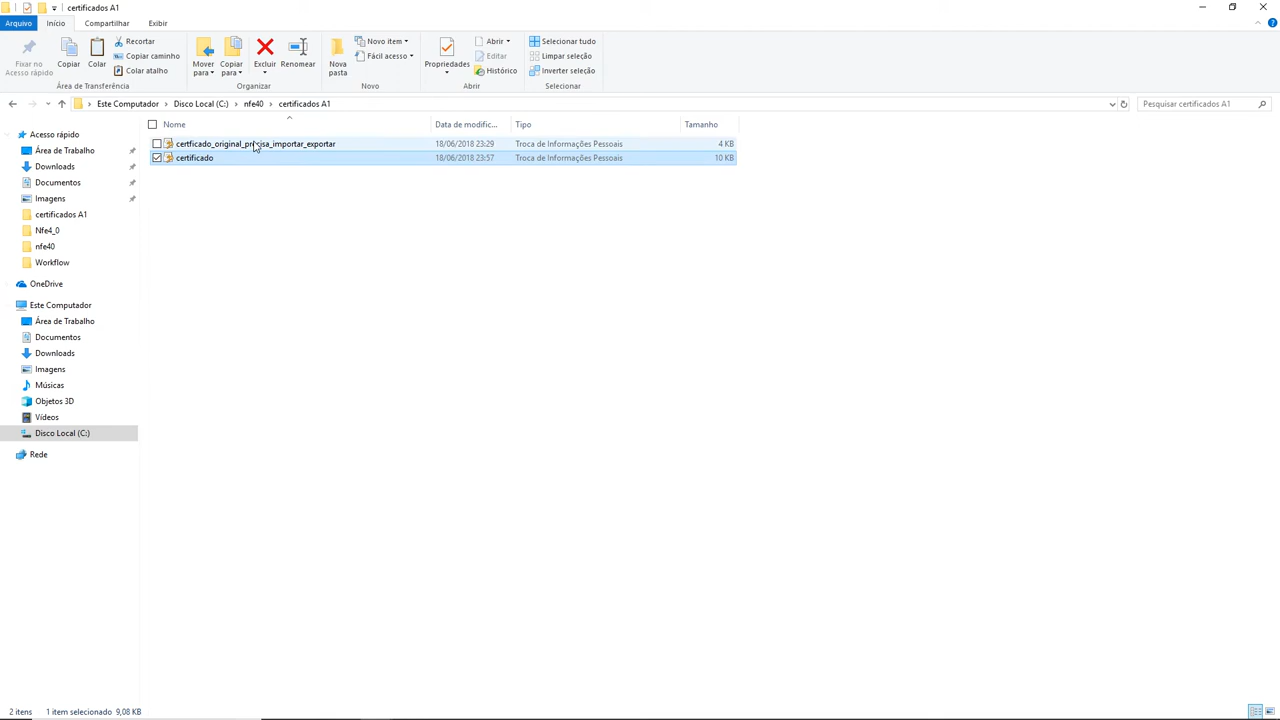 certificados A1
Arquivo Início Compartilhar Exibir
Fixar no Acesso rápido
Copiar
Colar
Recortar
Copiar caminho
Colar atalho
Mover para
Copiar para
Excluir
Renomear
Nova pasta
Novo item
Fácil acesso
Propriedades
Abrir
Editar
Histórico
Selecionar tudo
Limpar seleção
Inverter seleção
Área de Transferência Organizar Novo Abrir Selecionar
Este Computador Disco Local (C:) nfe40 certificados A1 Pesquisar certificados A1
Nome Data de modific... Tipo Tamanho
certficado_original_precisa_importar_exportar 18/06/2018 23:29 Troca de Informações Pessoais 4 KB
certificado 18/06/2018 23:57 Troca de Informações Pessoais 10 KB
Acesso rápido
Área de Trabalho
Downloads
Documentos
Imagens
certificados A1
Nfe4_0
nfe40
Workflow
OneDrive
Este Computador
Área de Trabalho
Documentos
Downloads
Imagens
Músicas
Objetos 3D
Vídeos
Disco Local (C:)
Rede
2 itens 1 item selecionado 9,08 KB